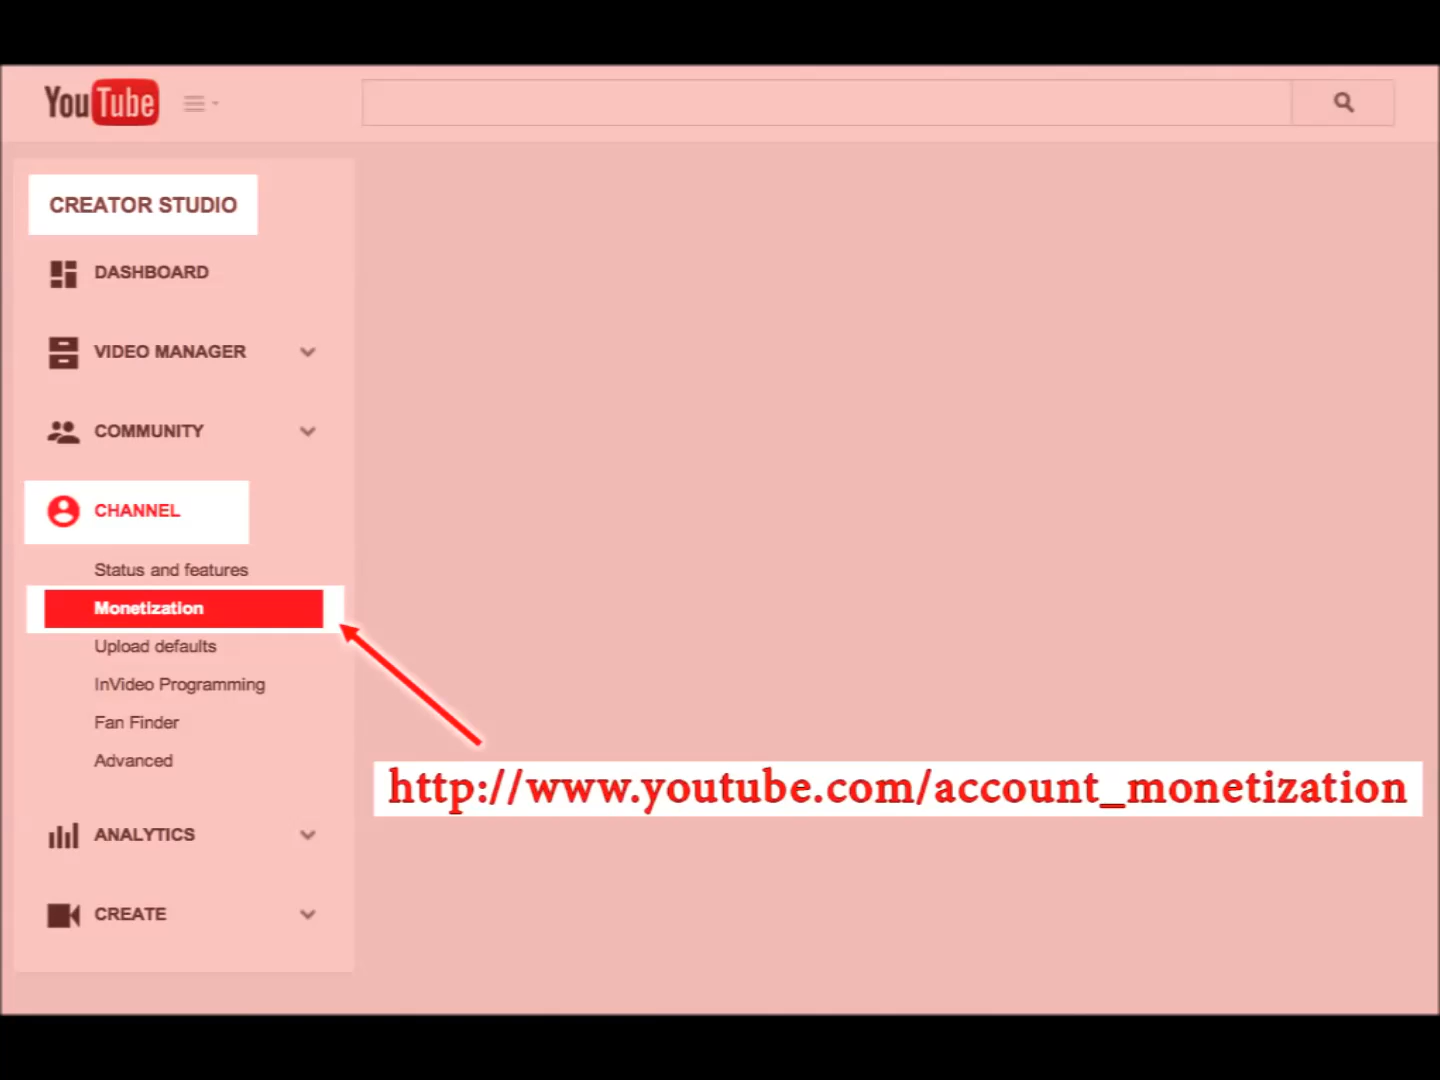 YouTube
CREATOR STUDIO
DASHBOARD
VIDEO MANAGER
COMMUNITY
CHANNEL
Status and features
Monetization
Upload defaults
InVideo Programming
Fan Finder
Advanced
http://www.youtube.com/account_monetization
ANALYTICS
CREATE